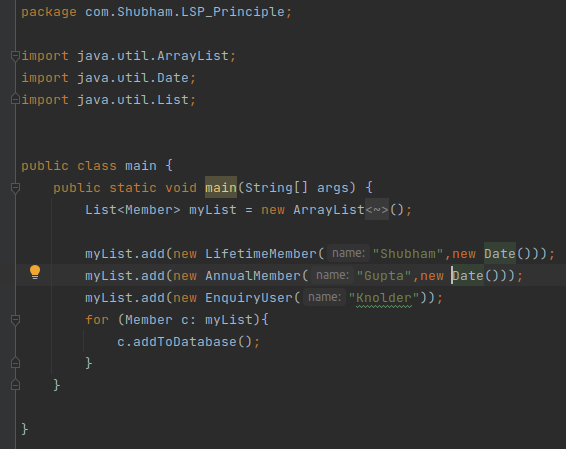 package com.Shubham.LSP_Principle;
import java.util.ArrayList;
import java.util.Date;
import java.util.List;
public class main {
public static void main(String[] args) {
List<Member> myList = new ArrayList<~>();
myList.add(new LifetimeMember( name: "Shubham",new Date()));
myList.add(new AnnualMember( name: "Gupta",new Date()));
myList.add(new EnquiryUser( name: "Knolder"));
for (Member c: myList){
c.addToDatabase();
}
}
}